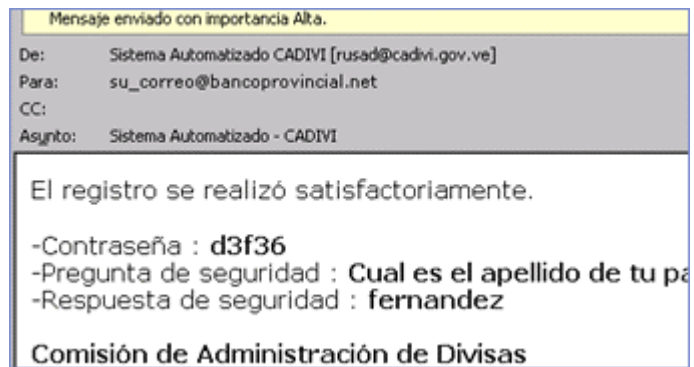 Mensaje enviado con importancia Alta.
De: Sistema Automatizado CADIVI [rusad@cadivi.gov.ve]
Para: su_correo@bancoprovincial.net
CC:
Asunto: Sistema Automatizado - CADIVI
El registro se realizó satisfactoriamente.
-Contraseña : d3f36
-Pregunta de seguridad : Cual es el apellido de tu pa
-Respuesta de seguridad : fernandez
Comisión de Administración de Divisas